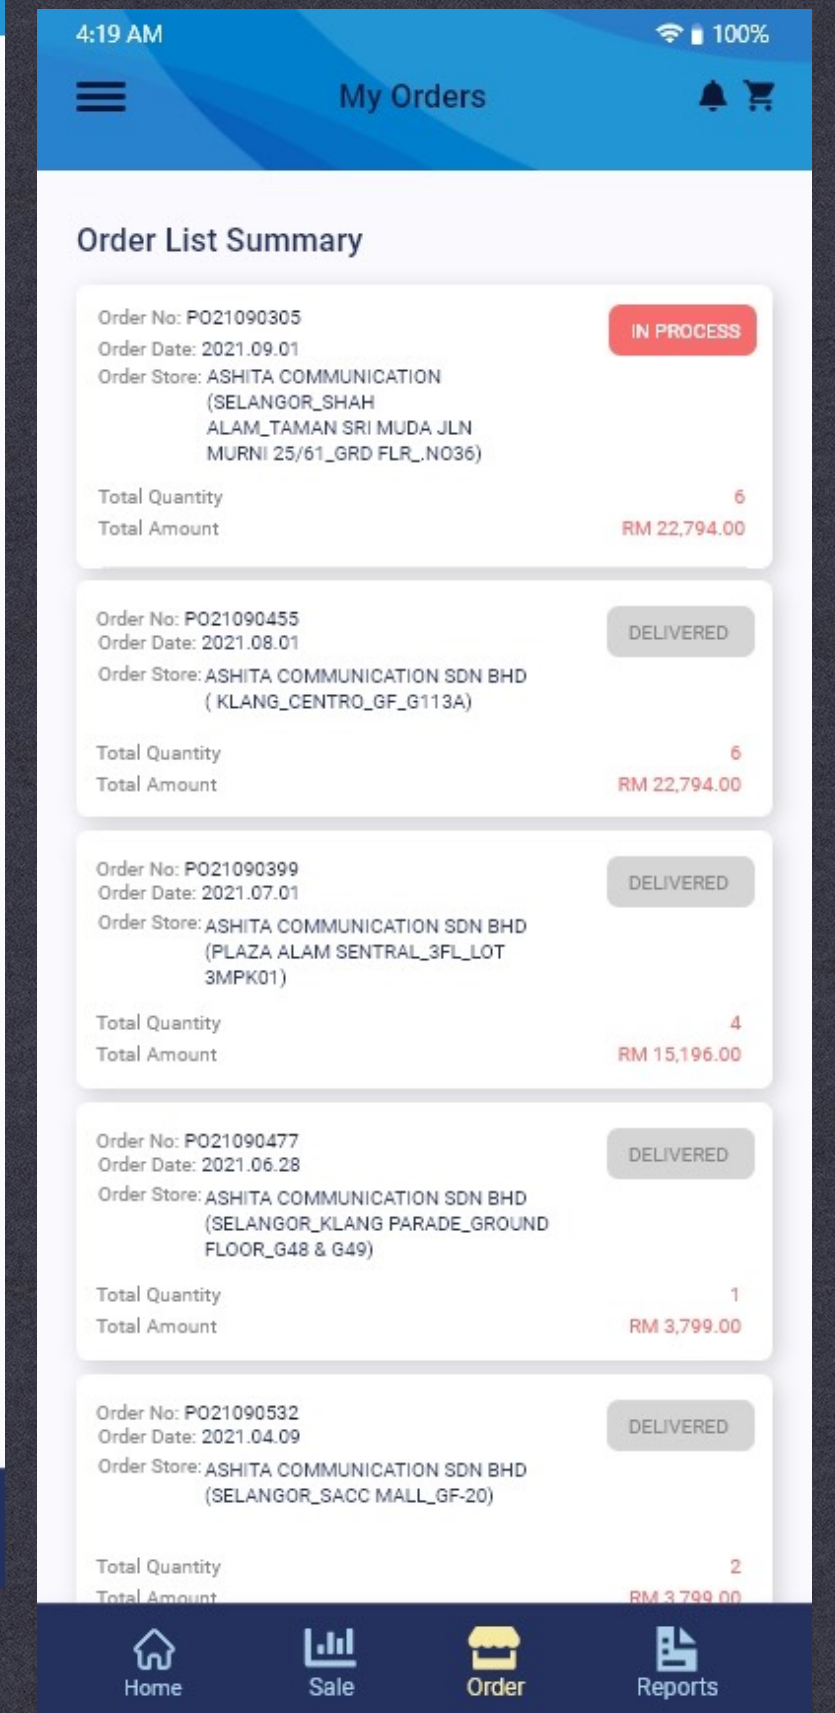 4:19 AM 100%
My Orders
Order List Summary
Order No: PO21090305 IN PROCESS
Order Date: 2021.09.01
Order Store: ASHITA COMMUNICATION
(SELANGOR_SHAH
ALAM_TAMAN SRI MUDA JLN
MURNI 25/61_GRD FLR_.NO36)
Total Quantity 6
Total Amount RM 22,794.00
Order No: PO21090455 DELIVERED
Order Date: 2021.08.01
Order Store: ASHITA COMMUNICATION SDN BHD
( KLANG_CENTRO_GF_G113A)
Total Quantity 6
Total Amount RM 22,794.00
Order No: PO21090399 DELIVERED
Order Date: 2021.07.01
Order Store: ASHITA COMMUNICATION SDN BHD
(PLAZA ALAM SENTRAL_3FL_LOT
3MPK01)
Total Quantity 4
Total Amount RM 15,196.00
Order No: PO21090477 DELIVERED
Order Date: 2021.06.28
Order Store: ASHITA COMMUNICATION SDN BHD
(SELANGOR_KLANG PARADE_GROUND
FLOOR_G48 & G49)
Total Quantity 1
Total Amount RM 3,799.00
Order No: PO21090532 DELIVERED
Order Date: 2021.04.09
Order Store: ASHITA COMMUNICATION SDN BHD
(SELANGOR_SACC MALL_GF-20)
Total Quantity 2
Total Amount RM 3,799.00
Home Sale Order Reports